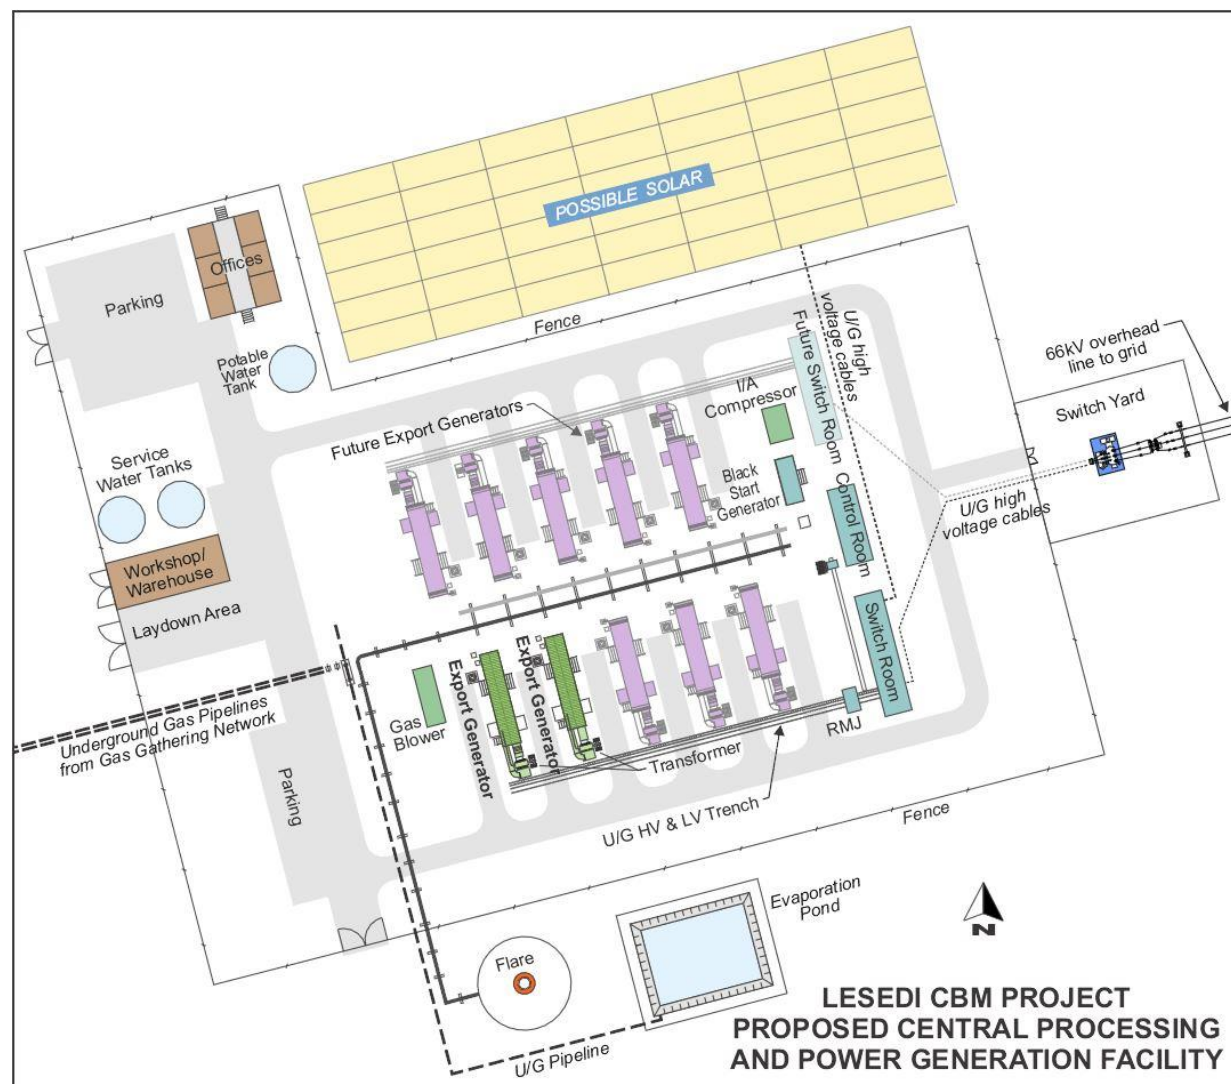 POSSIBLE SOLAR
Offices
Parking
Fence
U/G high
voltage cables
66kV overhead
line to grid
Potable
Water
Tank
Future Switch Room
I/A
Compressor
Switch Yard
Future Export Generators
Service
Water Tanks
Black
Start
Generator
Control Room
U/G high
voltage cables
Workshop/
Warehouse
Laydown Area
Switch Room
Export Generator
Export Generator
Gas
Blower
Underground Gas Pipelines
from Gas Gathering Network
RMJ
Transformer
Parking
U/G HV & LV Trench
Fence
Evaporation
Pond
N
Flare
U/G Pipeline
LESEDI CBM PROJECT
PROPOSED CENTRAL PROCESSING
AND POWER GENERATION FACILITY